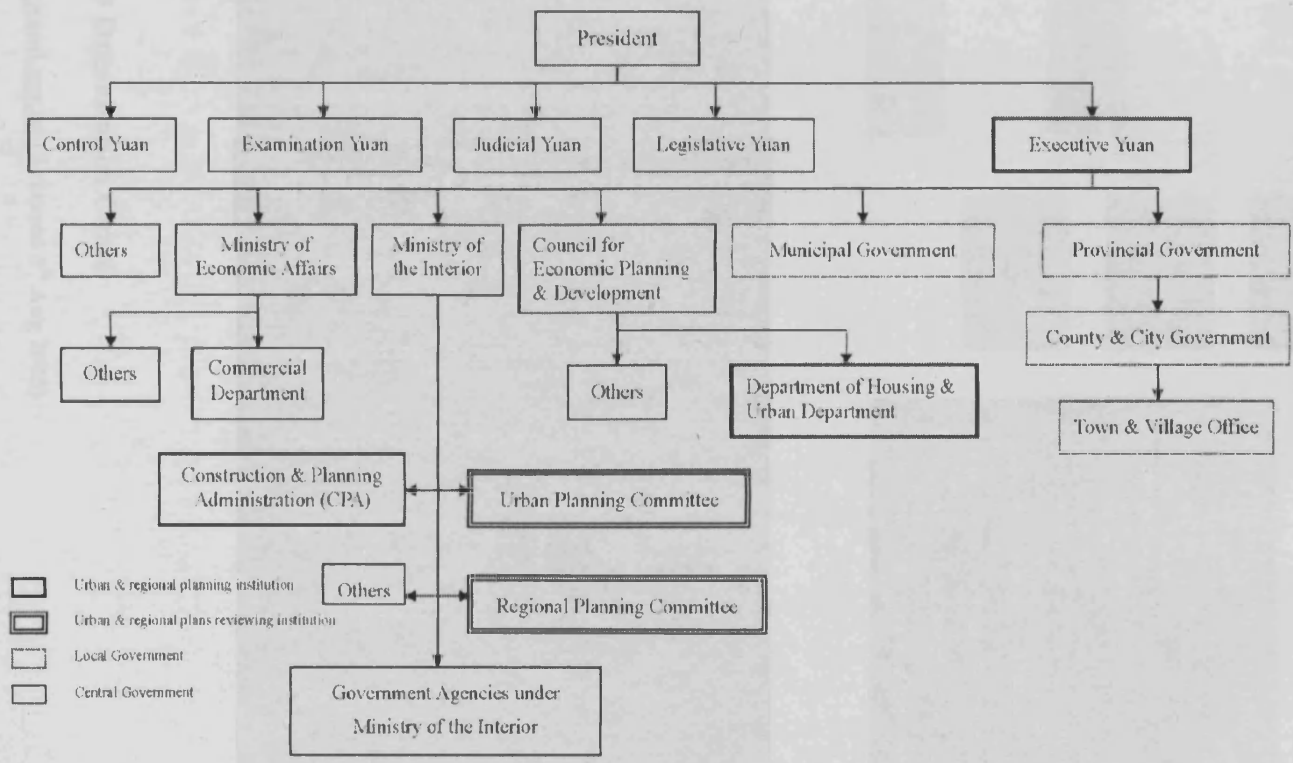 President
Control Yuan
Examination Yuan
Judicial Yuan
Legislative Yuan
Executive Yuan
Others
Ministry of
Economic Affairs
Ministry of
the Interior
Council for
Economic Planning
& Development
Municipal Government
Provincial Government
Others
Commercial
Department
Others
Department of Housing &
Urban Department
County & City Government
Town & Village Office
Construction & Planning
Administration (CPA)
Urban Planning Committee
Others
Regional Planning Committee
Government Agencies under
Ministry of the Interior
Urban & regional planning institution
Urban & regional plans reviewing institution
Local Government
Central Government